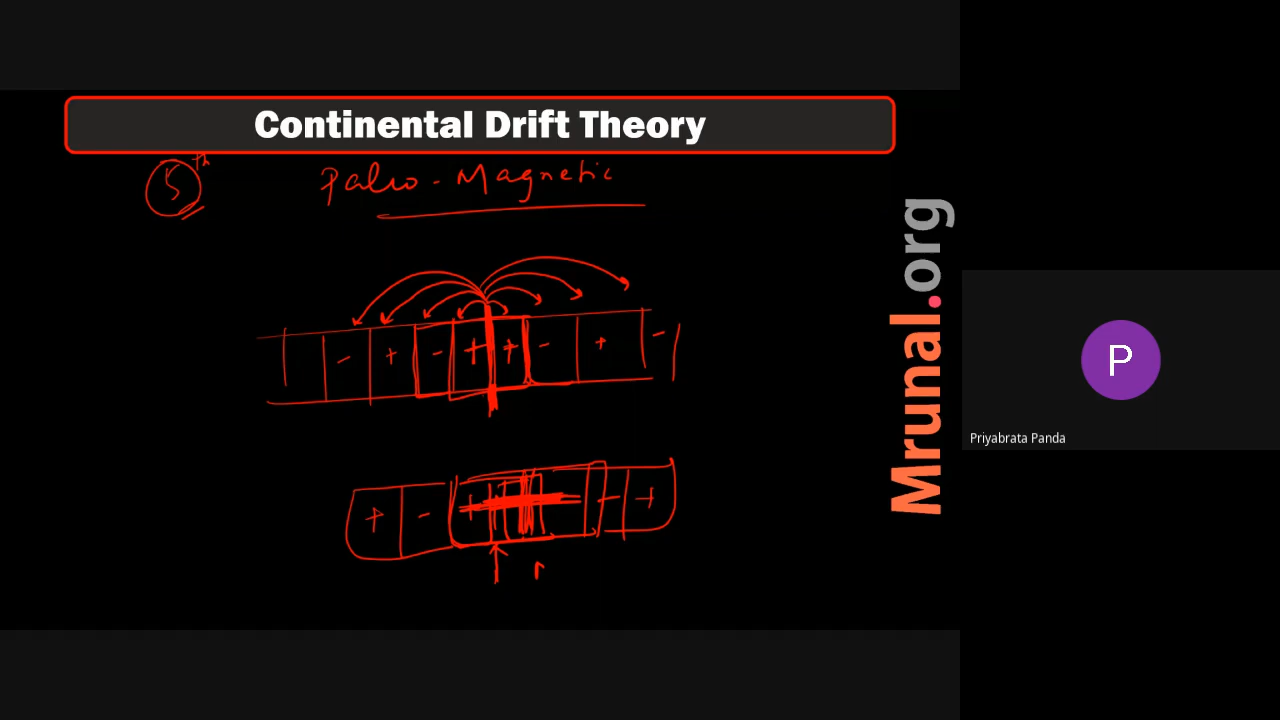 Continental Drift Theory
5th
Paleo-Magnetic
- + - + + - + -
+ - + - +
Mrunal.org
P
Priyabrata Panda